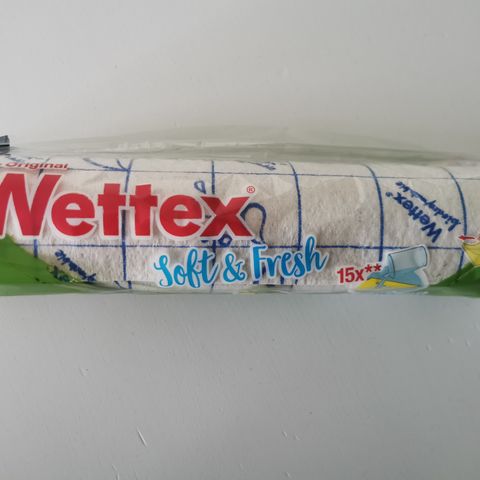 Original
Wettex®
Soft & Fresh
15x**
Wettex®